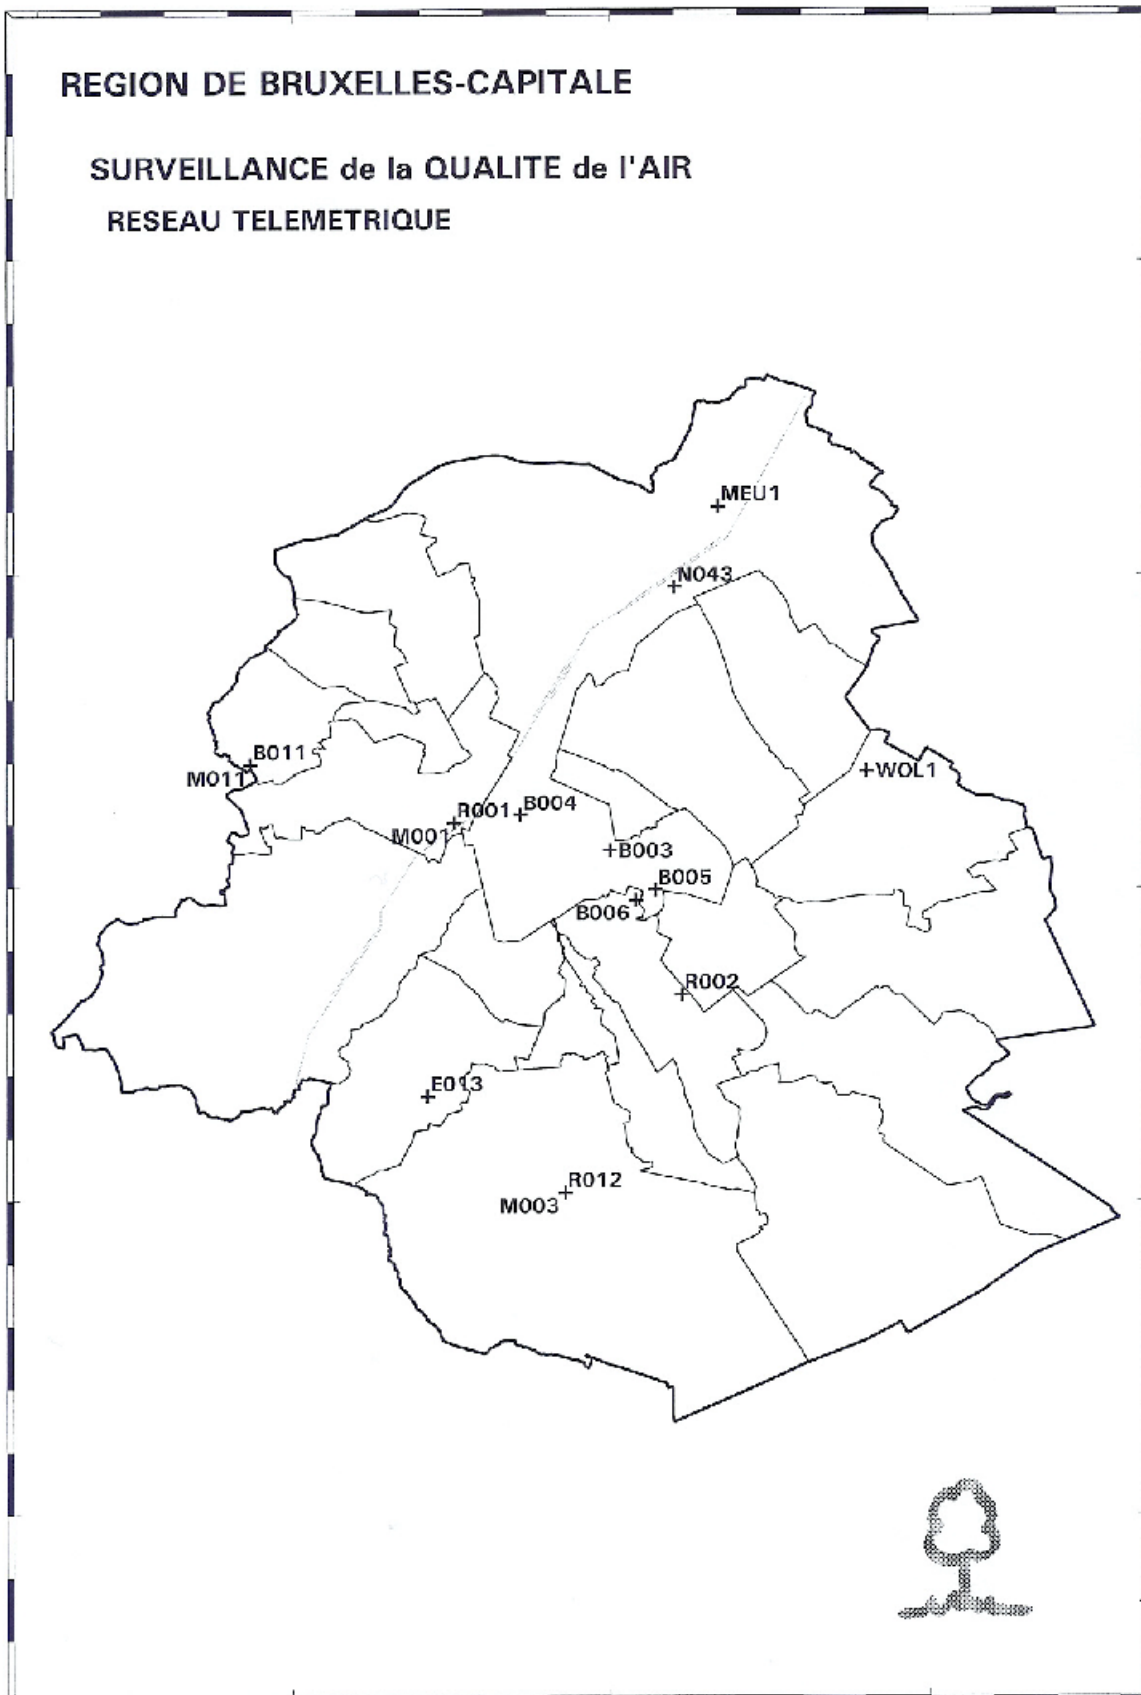 REGION DE BRUXELLES-CAPITALE
SURVEILLANCE de la QUALITE de l'AIR
RESEAU TELEMETRIQUE
MEU1
N043
B011
M011
WOL1
R001
B004
M001
B003
B005
B006
R002
E013
R012
M003